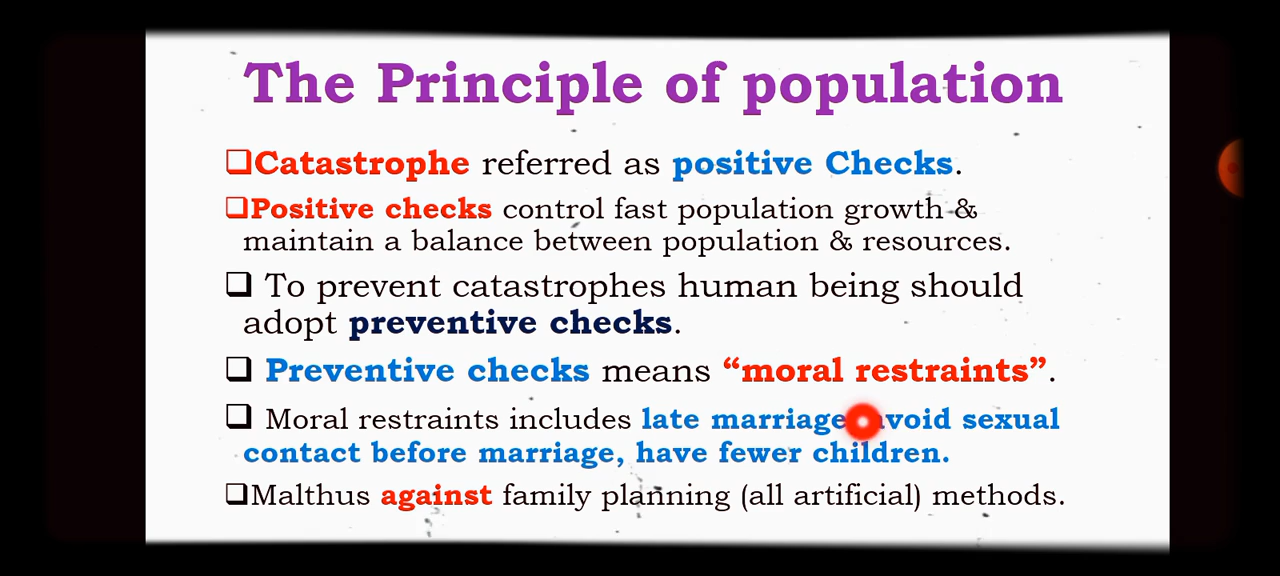 The Principle of population
❑Catastrophe referred as positive Checks.
❑Positive checks control fast population growth &
maintain a balance between population & resources.
❑ To prevent catastrophes human being should
adopt preventive checks.
❑ Preventive checks means “moral restraints”.
❑ Moral restraints includes late marriage avoid sexual
contact before marriage, have fewer children.
❑Malthus against family planning (all artificial) methods.